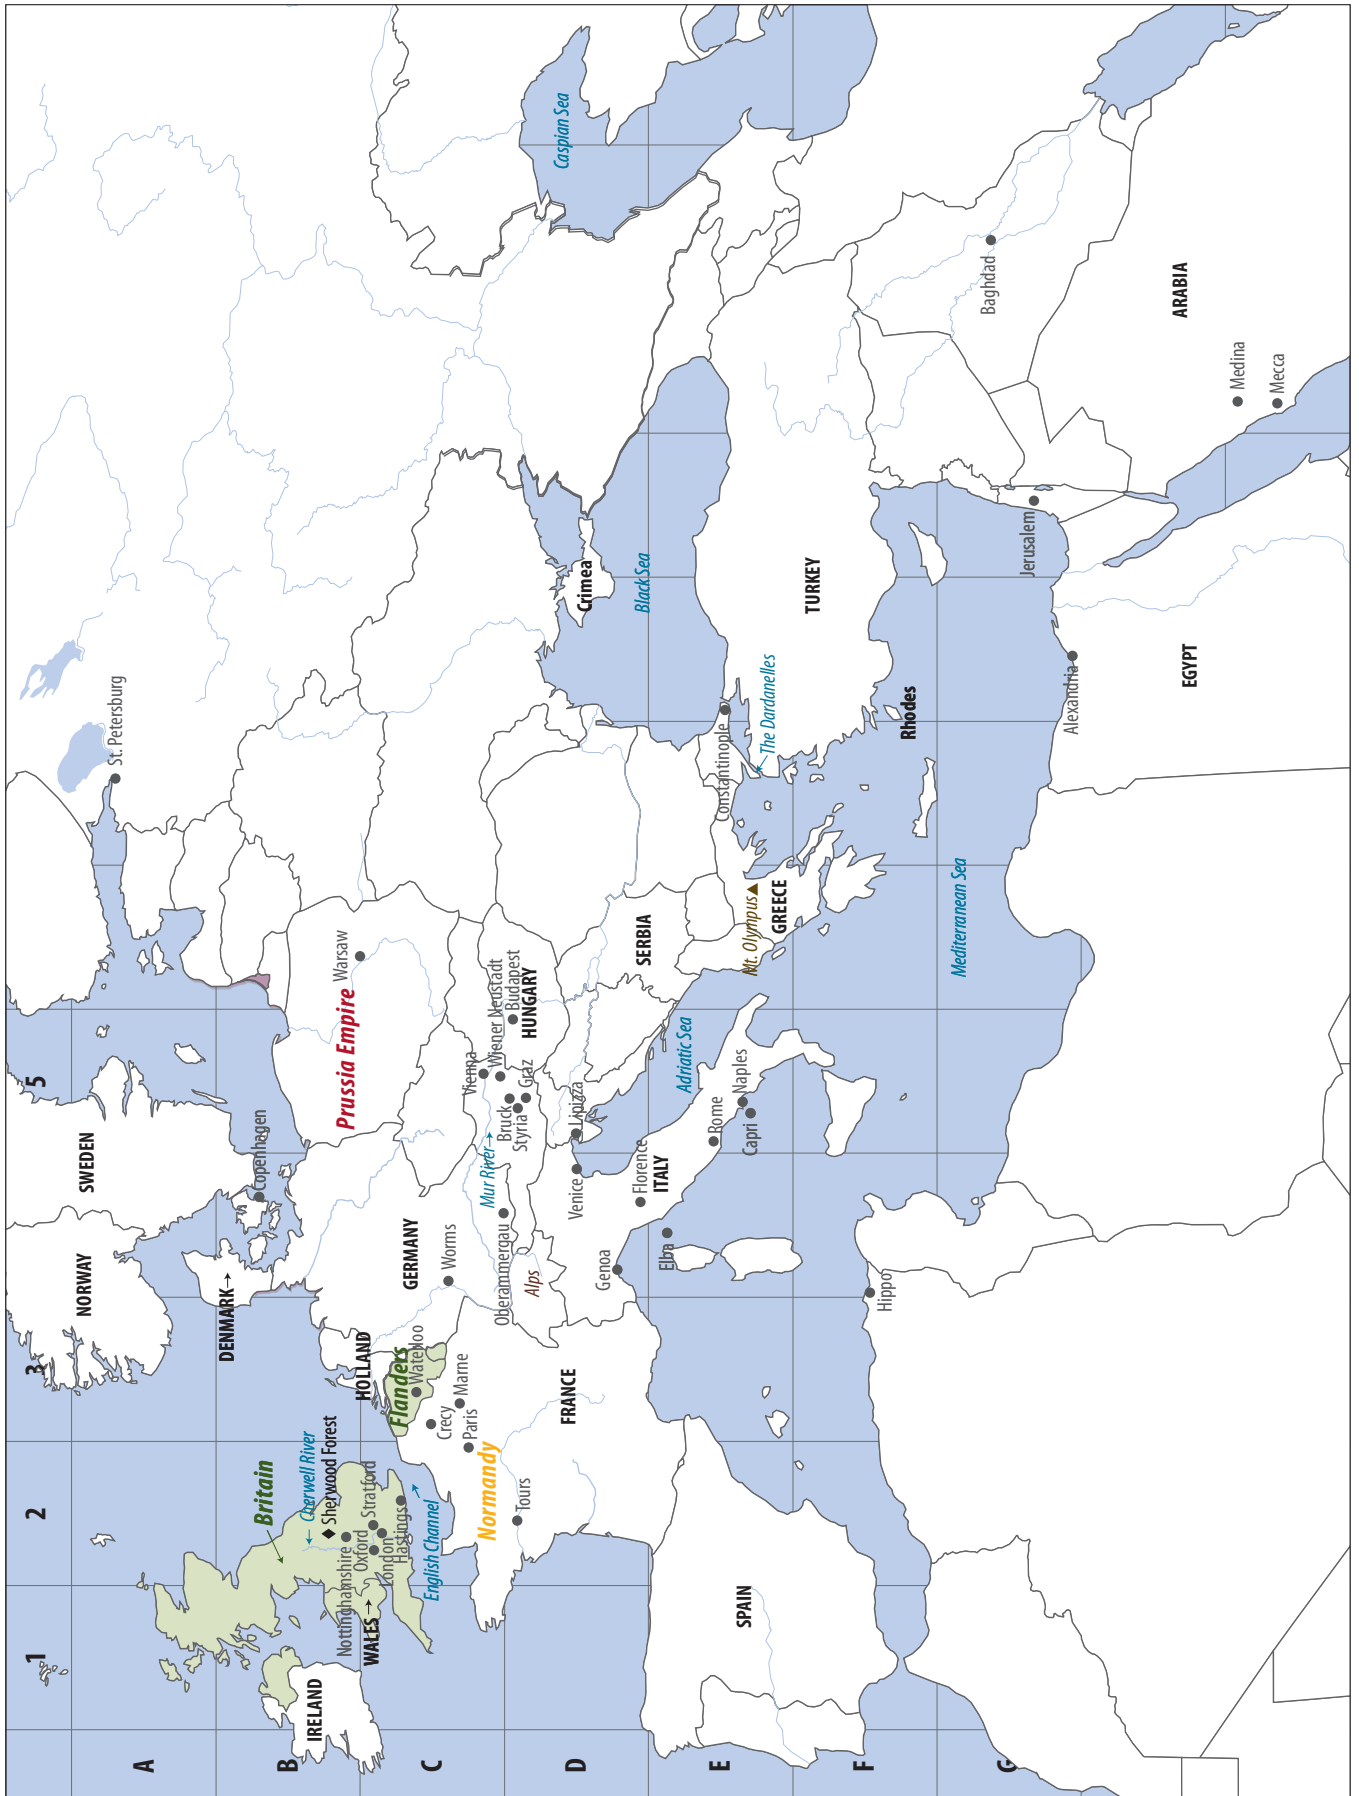 1
2
3
5
A
B
C
D
E
F
G
NORWAY
SWEDEN
St. Petersburg
DENMARK
Copenhagen
IRELAND
Britain
Cherwell River
Sherwood Forest
Nottinghamshire
WALES
Oxford
Stratford
London
Hastings
English Channel
HOLLAND
Flanders
Waterloo
Crecy
Marne
Paris
Normandy
Tours
FRANCE
GERMANY
Worms
Prussia Empire
Warsaw
Oberammergau
Alps
Mur River
Vienna
Wiener Neustadt
Bruck
Styria
Graz
Budapest
HUNGARY
Crimea
Caspian Sea
Black Sea
Genoa
Venice
Lipizza
Florence
ITALY
Elba
Rome
Capri
Naples
Adriatic Sea
SERBIA
Mt. Olympus
GREECE
Constantinople
The Dardanelles
TURKEY
SPAIN
Hippo
Rhodes
Mediterranean Sea
Alexandria
EGYPT
Jerusalem
Baghdad
ARABIA
Medina
Mecca